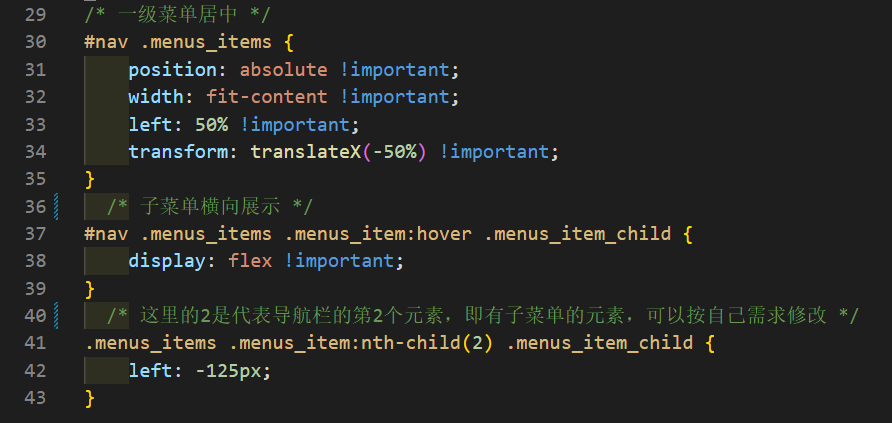 29 /* 一级菜单居中 */
30 #nav .menus_items {
31     position: absolute !important;
32     width: fit-content !important;
33     left: 50% !important;
34     transform: translateX(-50%) !important;
35 }
36   /* 子菜单横向展示 */
37 #nav .menus_items .menus_item:hover .menus_item_child {
38     display: flex !important;
39 }
40   /* 这里的2是代表导航栏的第2个元素，即有子菜单的元素，可以按自己需求修改 */
41 .menus_items .menus_item:nth-child(2) .menus_item_child {
42     left: -125px;
43 }